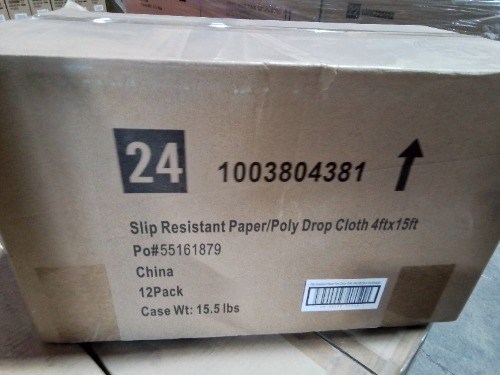 24
1003804381
Slip Resistant Paper/Poly Drop Cloth 4ftx15ft
Po#55161879
China
12Pack
Case Wt: 15.5 lbs